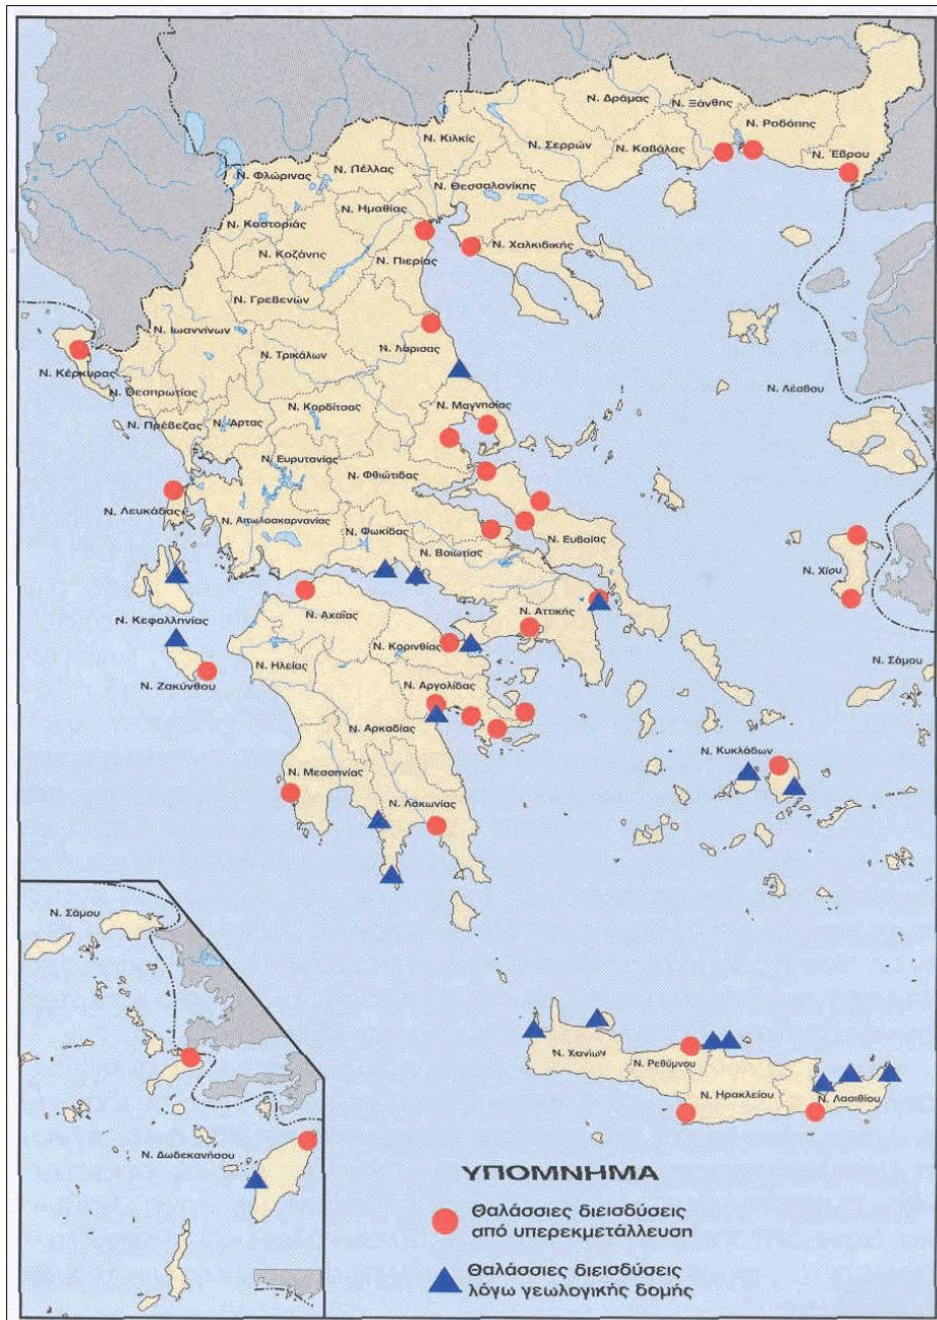 Ν. Δράμας
Ν. Ξάνθης
Ν. Ροδόπης
Ν. Κιλκίς
Ν. Σερρών
Ν. Καβάλας
Ν. Έβρου
Ν. Φλώρινας
Ν. Πέλλας
Ν. Θεσσαλονίκης
Ν. Ημαθίας
Ν. Καστοριάς
Ν. Χαλκιδικής
Ν. Κοζάνης
Ν. Πιερίας
Ν. Γρεβενών
Ν. Ιωαννίνων
Ν. Τρικάλων
Ν. Λάρισας
Ν. Κέρκυρας
Ν. Θεσπρωτίας
Ν. Λέσβου
Ν. Κορδίτσας
Ν. Μαγνησίας
Ν. Πρέβεζας
Ν. Άρτας
Ν. Ευρυτανίας
Ν. Φθιώτιδας
Ν. Λευκάδας
Ν. Αιτωλοακαρνανίας
Ν. Φωκίδας
Ν. Ευβοίας
Ν. Βοιωτίας
Ν. Χίου
Ν. Κεφαλληνίας
Ν. Αχαΐας
Ν. Αττικής
Ν. Κορινθίας
Ν. Ηλείας
Ν. Σάμου
Ν. Ζακύνθου
Ν. Αργολίδας
Ν. Αρκαδίας
Ν. Κυκλάδων
Ν. Μεσσηνίας
Ν. Λακωνίας
Ν. Σάμου
Ν. Χανίων
Ν. Ρεθύμνου
Ν. Ηρακλείου
Ν. Λασιθίου
Ν. Δωδεκανήσου
ΥΠΟΜΝΗΜΑ
Θαλάσσιες διεισδύσεις
από υπερεκμετάλλευση
Θαλάσσιες διεισδύσεις
λόγω γεωλογικής δομής